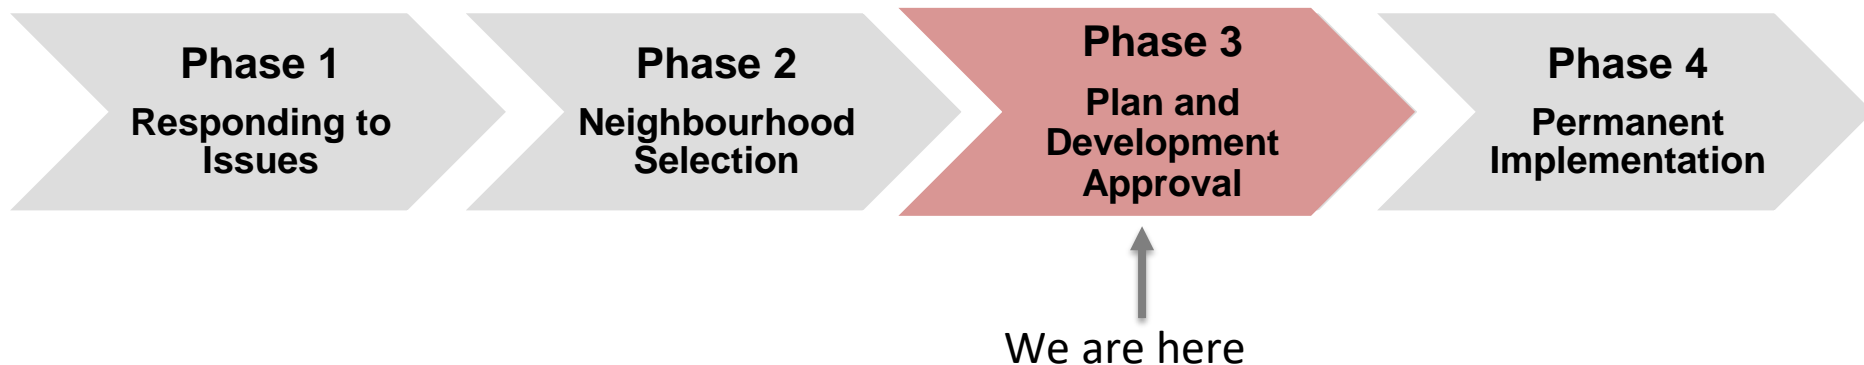 Phase 1
Responding to
Issues
Phase 2
Neighbourhood
Selection
Phase 3
Plan and
Development
Approval
Phase 4
Permanent
Implementation
We are here